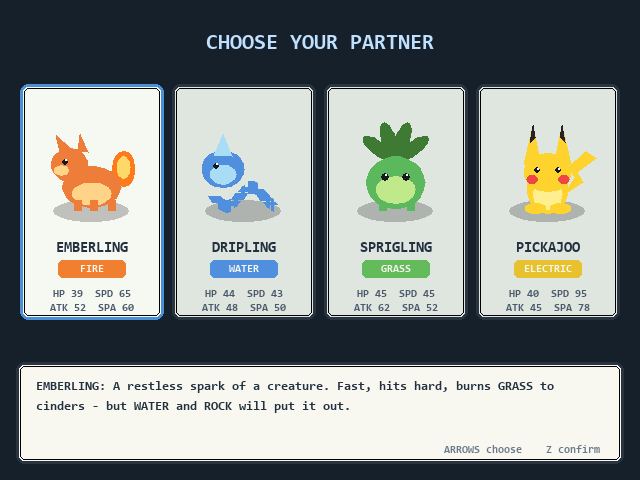 CHOOSE YOUR PARTNER
EMBERLING
FIRE
HP 39 SPD 65
ATK 52 SPA 60
DRIPLING
WATER
HP 44 SPD 43
ATK 48 SPA 50
SPRIGLING
GRASS
HP 45 SPD 45
ATK 62 SPA 52
PICKAJOO
ELECTRIC
HP 40 SPD 95
ATK 45 SPA 78
EMBERLING: A restless spark of a creature. Fast, hits hard, burns GRASS to
cinders - but WATER and ROCK will put it out.
ARROWS choose Z confirm